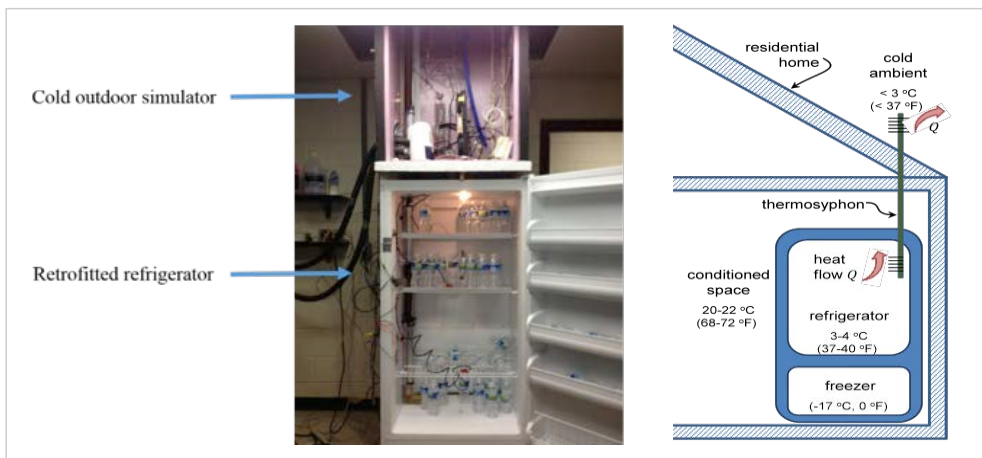 Cold outdoor simulator
Retrofitted refrigerator
residential
home
cold
ambient
< 3 °C
(< 37 °F)
Q
thermosyphon
heat
flow Q
conditioned
space
20-22 °C
(68-72 °F)
refrigerator
3-4 °C
(37-40 °F)
freezer
(-17 °C, 0 °F)